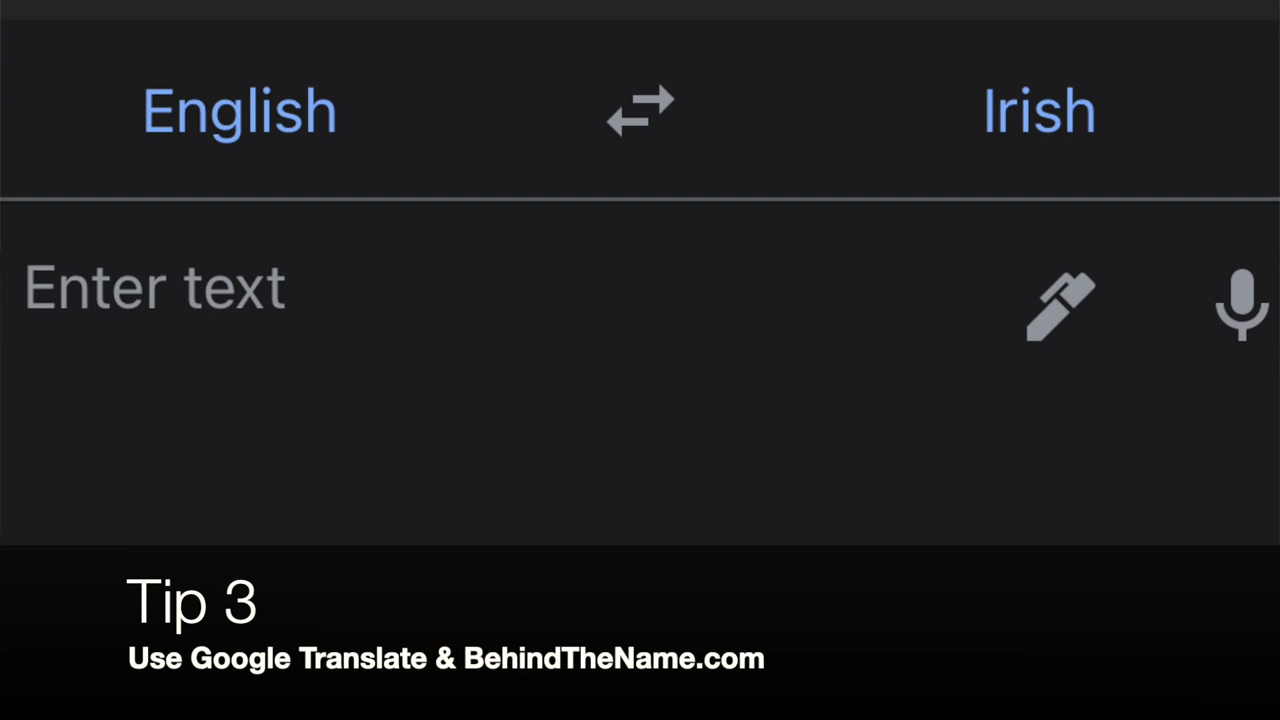 English
Irish
Enter text
Tip 3
Use Google Translate & BehindTheName.com